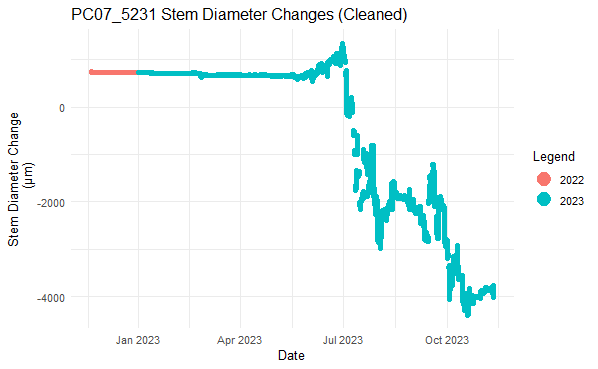 PC07_5231 Stem Diameter Changes (Cleaned)
Stem Diameter Change
(µm)
0
-2000
-4000
Jan 2023
Apr 2023
Jul 2023
Oct 2023
Date
Legend
2022
2023